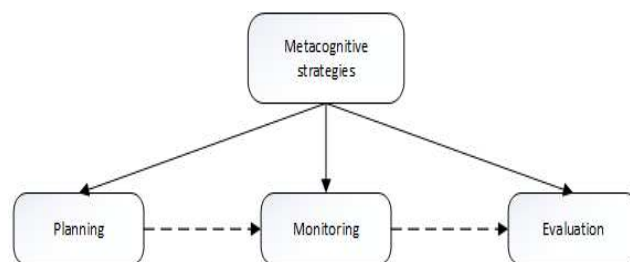 Metacognitive
strategies
Planning
Monitoring
Evaluation